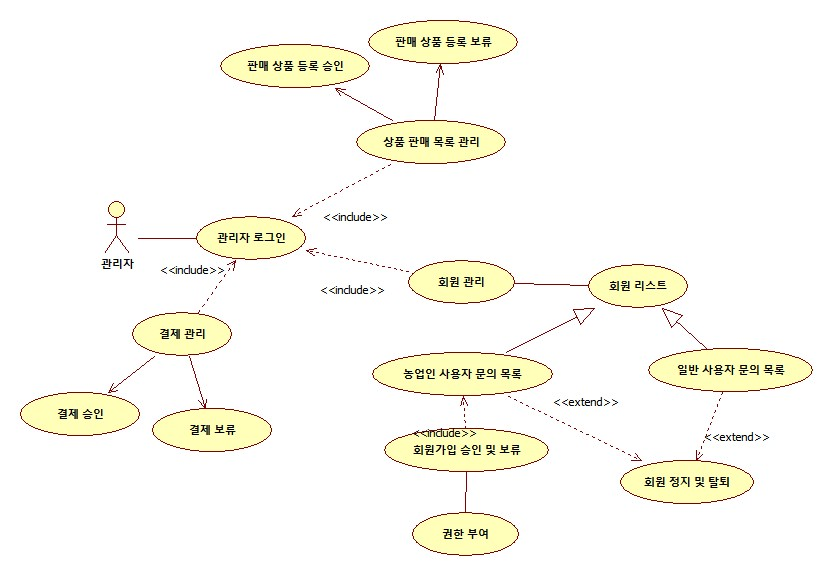 판매 상품 등록 보류
판매 상품 등록 승인
상품 판매 목록 관리
<<include>>
관리자 로그인
관리자
<<include>>
<<include>>
회원 관리
회원 리스트
결제 관리
농업인 사용자 문의 목록
일반 사용자 문의 목록
<<extend>>
결제 승인
결제 보류
<<include>>
<<extend>>
회원가입 승인 및 보류
회원 정지 및 탈퇴
권한 부여